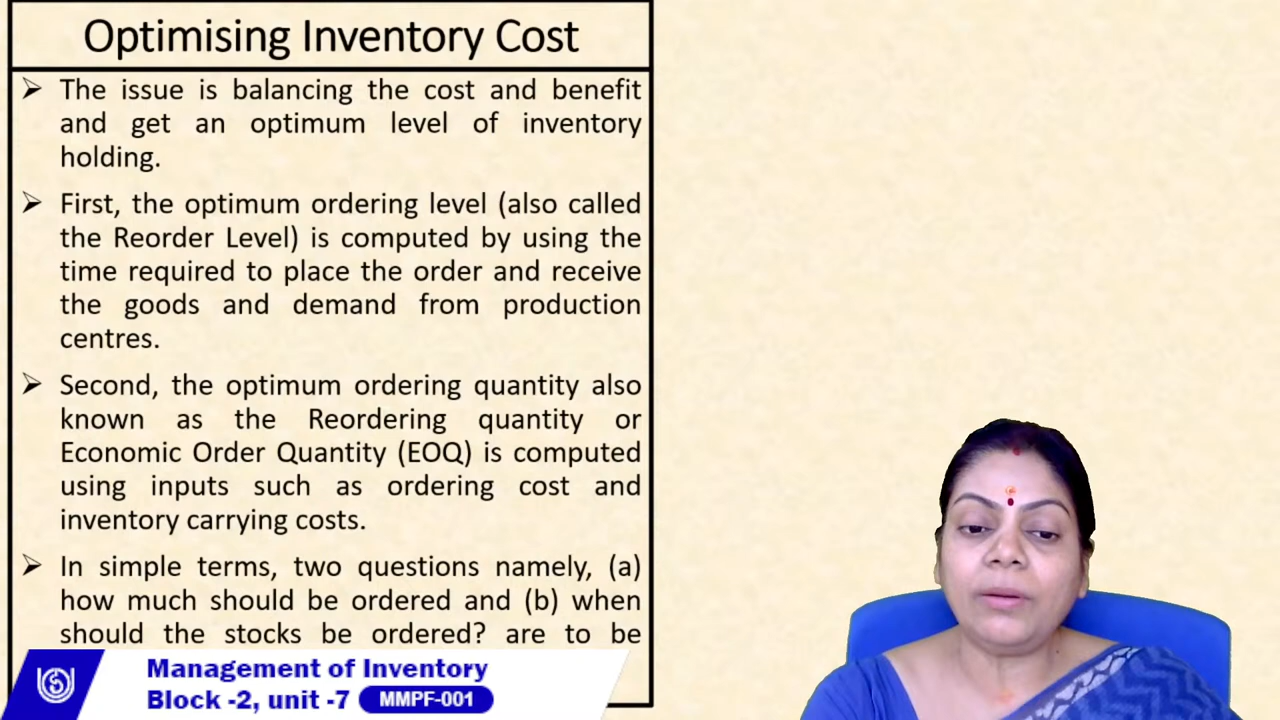 Optimising Inventory Cost
➢ The issue is balancing the cost and benefit
and get an optimum level of inventory
holding.
➢ First, the optimum ordering level (also called
the Reorder Level) is computed by using the
time required to place the order and receive
the goods and demand from production
centres.
➢ Second, the optimum ordering quantity also
known as the Reordering quantity or
Economic Order Quantity (EOQ) is computed
using inputs such as ordering cost and
inventory carrying costs.
➢ In simple terms, two questions namely, (a)
how much should be ordered and (b) when
should the stocks be ordered? are to be
Management of Inventory
Block -2, unit -7 MMPF-001